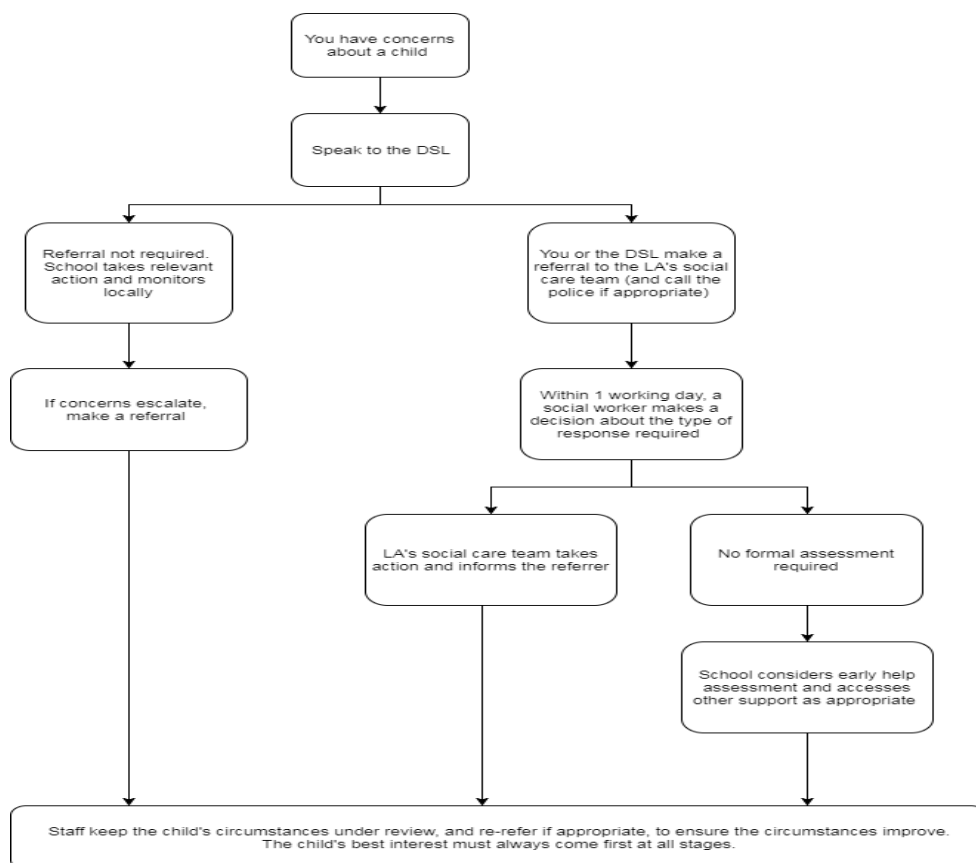 You have concerns
about a child
Speak to the DSL
Referral not required.
School takes relevant
action and monitors
locally
You or the DSL make a
referral to the LA's social
care team (and call the
police if appropriate)
If concerns escalate,
make a referral
Within 1 working day, a
social worker makes a
decision about the type of
response required
LA's social care team takes
action and informs the referrer
No formal assessment
required
School considers early help
assessment and accesses
other support as appropriate
Staff keep the child's circumstances under review, and re-refer if appropriate, to ensure the circumstances improve.
The child's best interest must always come first at all stages.